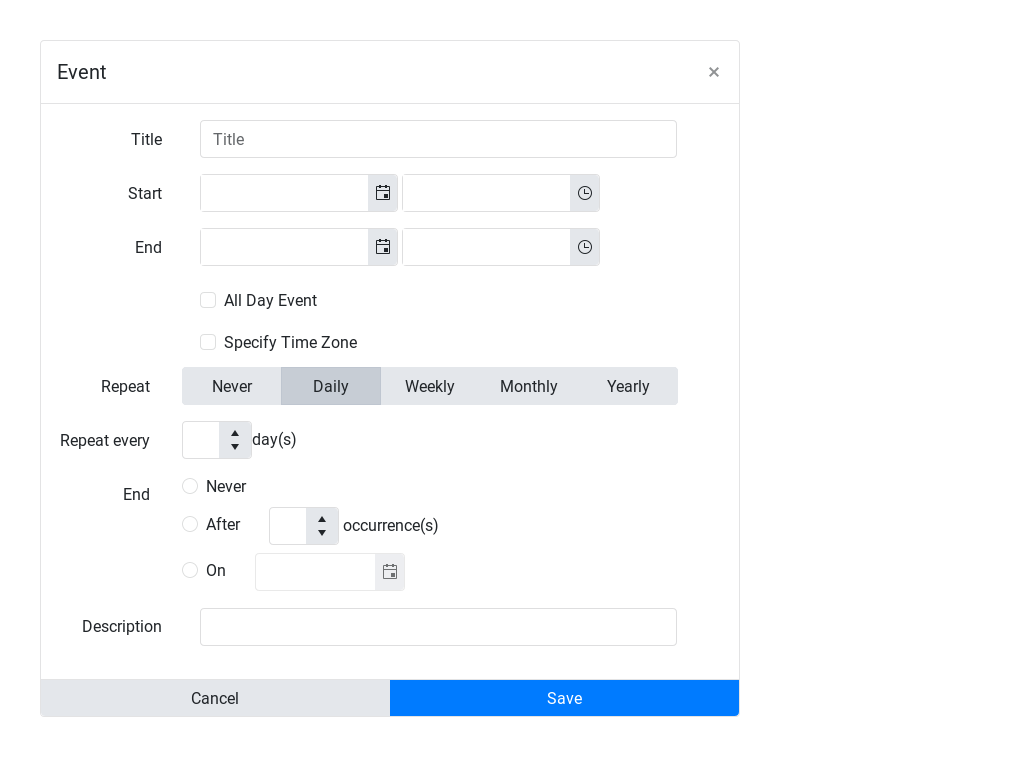 Event ×
Title Title
Start
End
All Day Event
Specify Time Zone
Repeat Never Daily Weekly Monthly Yearly
Repeat every day(s)
End Never
After occurrence(s)
On
Description
Cancel Save